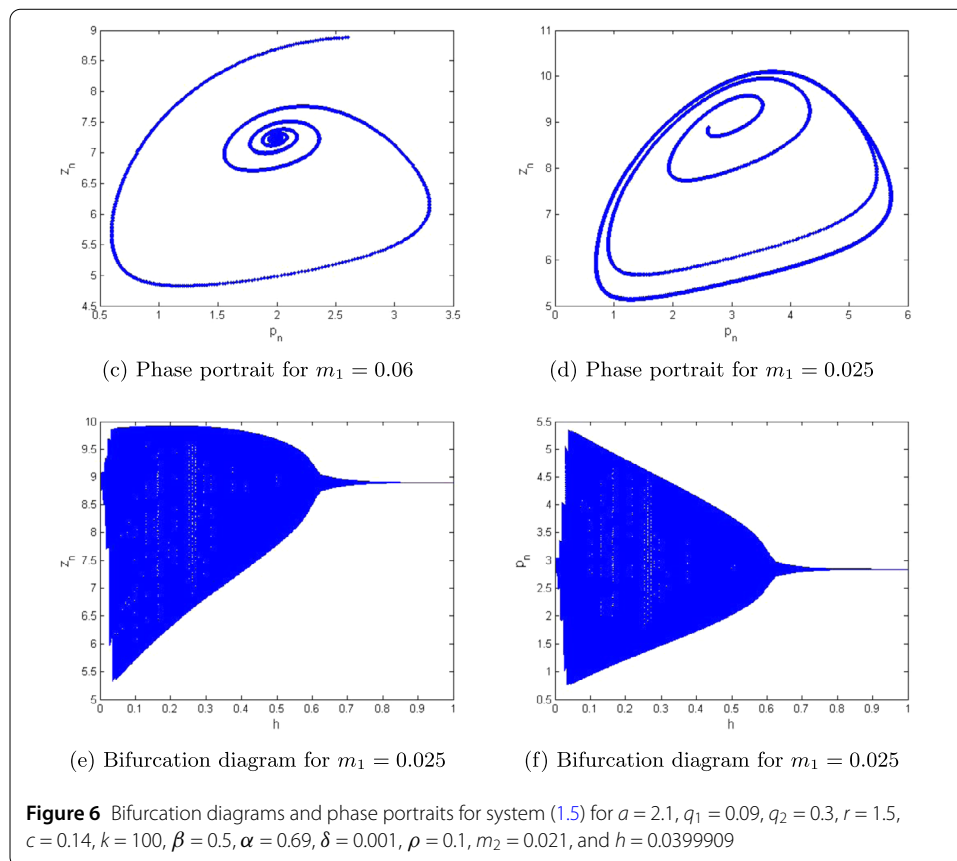 9
8.5
8
7.5
7
6.5
6
5.5
5
4.5
0.5 1 1.5 2 2.5 3 3.5
z_n
p_n
(c) Phase portrait for m₁ = 0.06
11
10
9
8
7
6
5
0 1 2 3 4 5 6
z_n
p_n
(d) Phase portrait for m₁ = 0.025
10
9.5
9
8.5
8
7.5
7
6.5
6
5.5
5
0 0.1 0.2 0.3 0.4 0.5 0.6 0.7 0.8 0.9 1
z_n
h
(e) Bifurcation diagram for m₁ = 0.025
5.5
5
4.5
4
3.5
3
2.5
2
1.5
1
0.5
0 0.1 0.2 0.3 0.4 0.5 0.6 0.7 0.8 0.9 1
p_n
h
(f) Bifurcation diagram for m₁ = 0.025
Figure 6 Bifurcation diagrams and phase portraits for system (1.5) for a = 2.1, q₁ = 0.09, q₂ = 0.3, r = 1.5,
c = 0.14, k = 100, β = 0.5, α = 0.69, δ = 0.001, ρ = 0.1, m₂ = 0.021, and h = 0.0399909